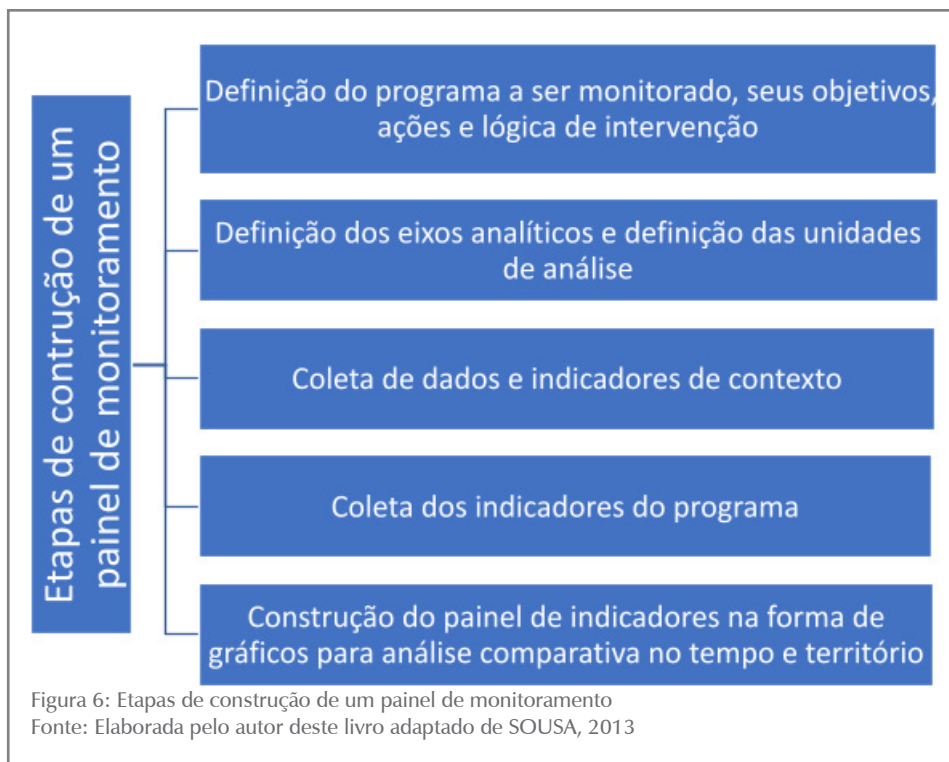 Etapas de contrução de um
painel de monitoramento
Definição do programa a ser monitorado, seus objetivos,
ações e lógica de intervenção
Definição dos eixos analíticos e definição das unidades
de análise
Coleta de dados e indicadores de contexto
Coleta dos indicadores do programa
Construção do painel de indicadores na forma de
gráficos para análise comparativa no tempo e território
Figura 6: Etapas de construção de um painel de monitoramento
Fonte: Elaborada pelo autor deste livro adaptado de SOUSA, 2013